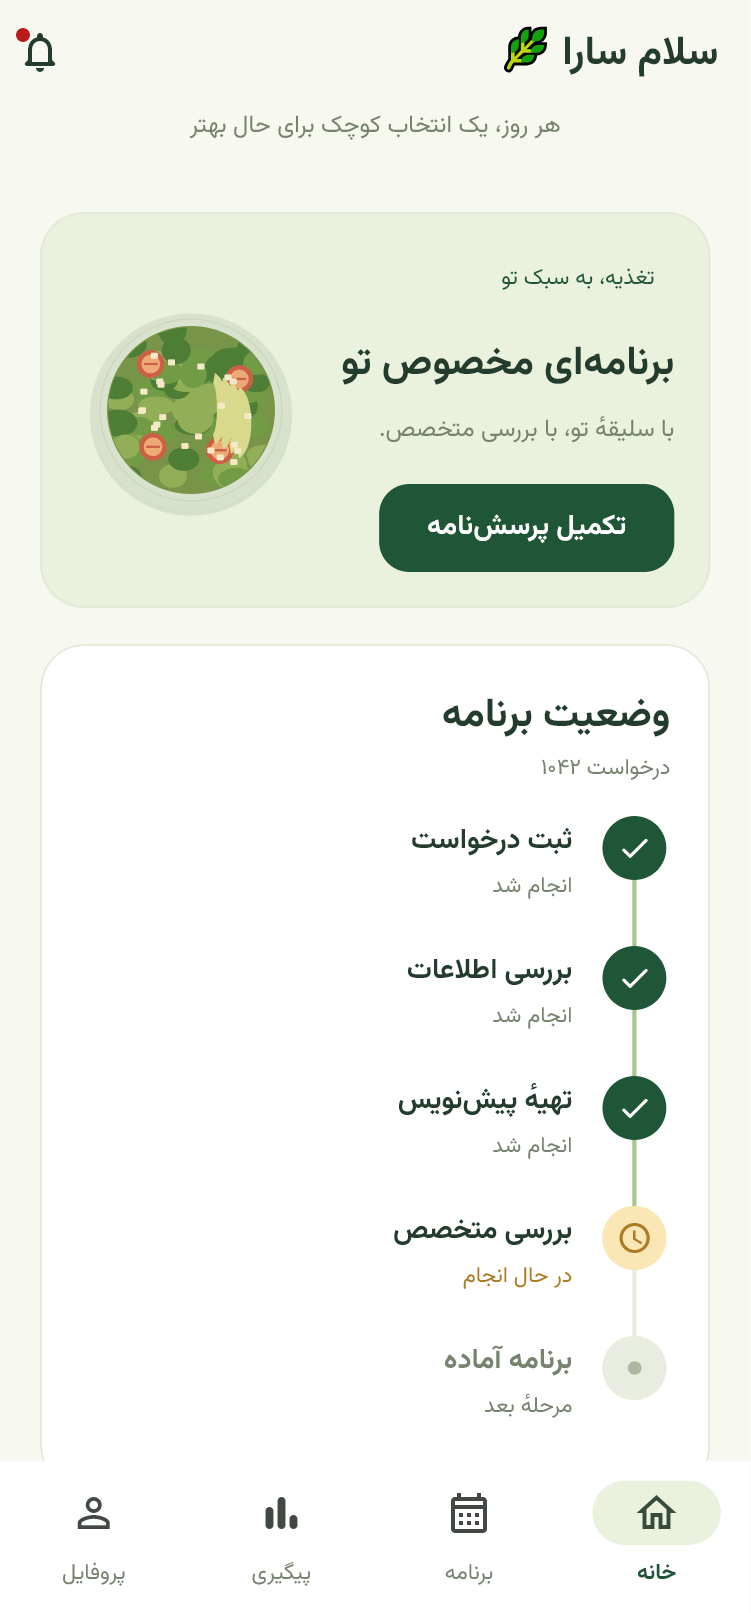 سلام سارا
هر روز، یک انتخاب کوچک برای حال بهتر
تغذیه، به سبک تو
برنامه‌ای مخصوص تو
با سلیقهٔ تو، با بررسی متخصص.
تکمیل پرسش‌نامه
وضعیت برنامه
درخواست ۱۰۴۲
ثبت درخواست
انجام شد
بررسی اطلاعات
انجام شد
تهیهٔ پیش‌نویس
انجام شد
بررسی متخصص
در حال انجام
برنامه آماده
مرحلهٔ بعد
خانه
برنامه
پیگیری
پروفایل